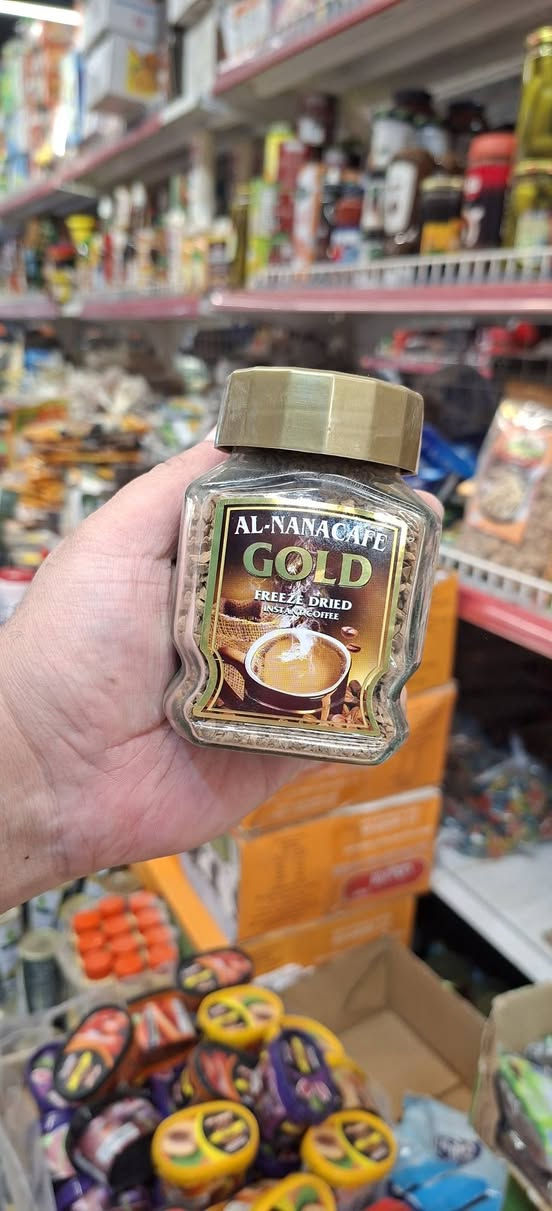 AL-NANACAFE
GOLD
FREEZE DRIED
INSTANT COFFEE